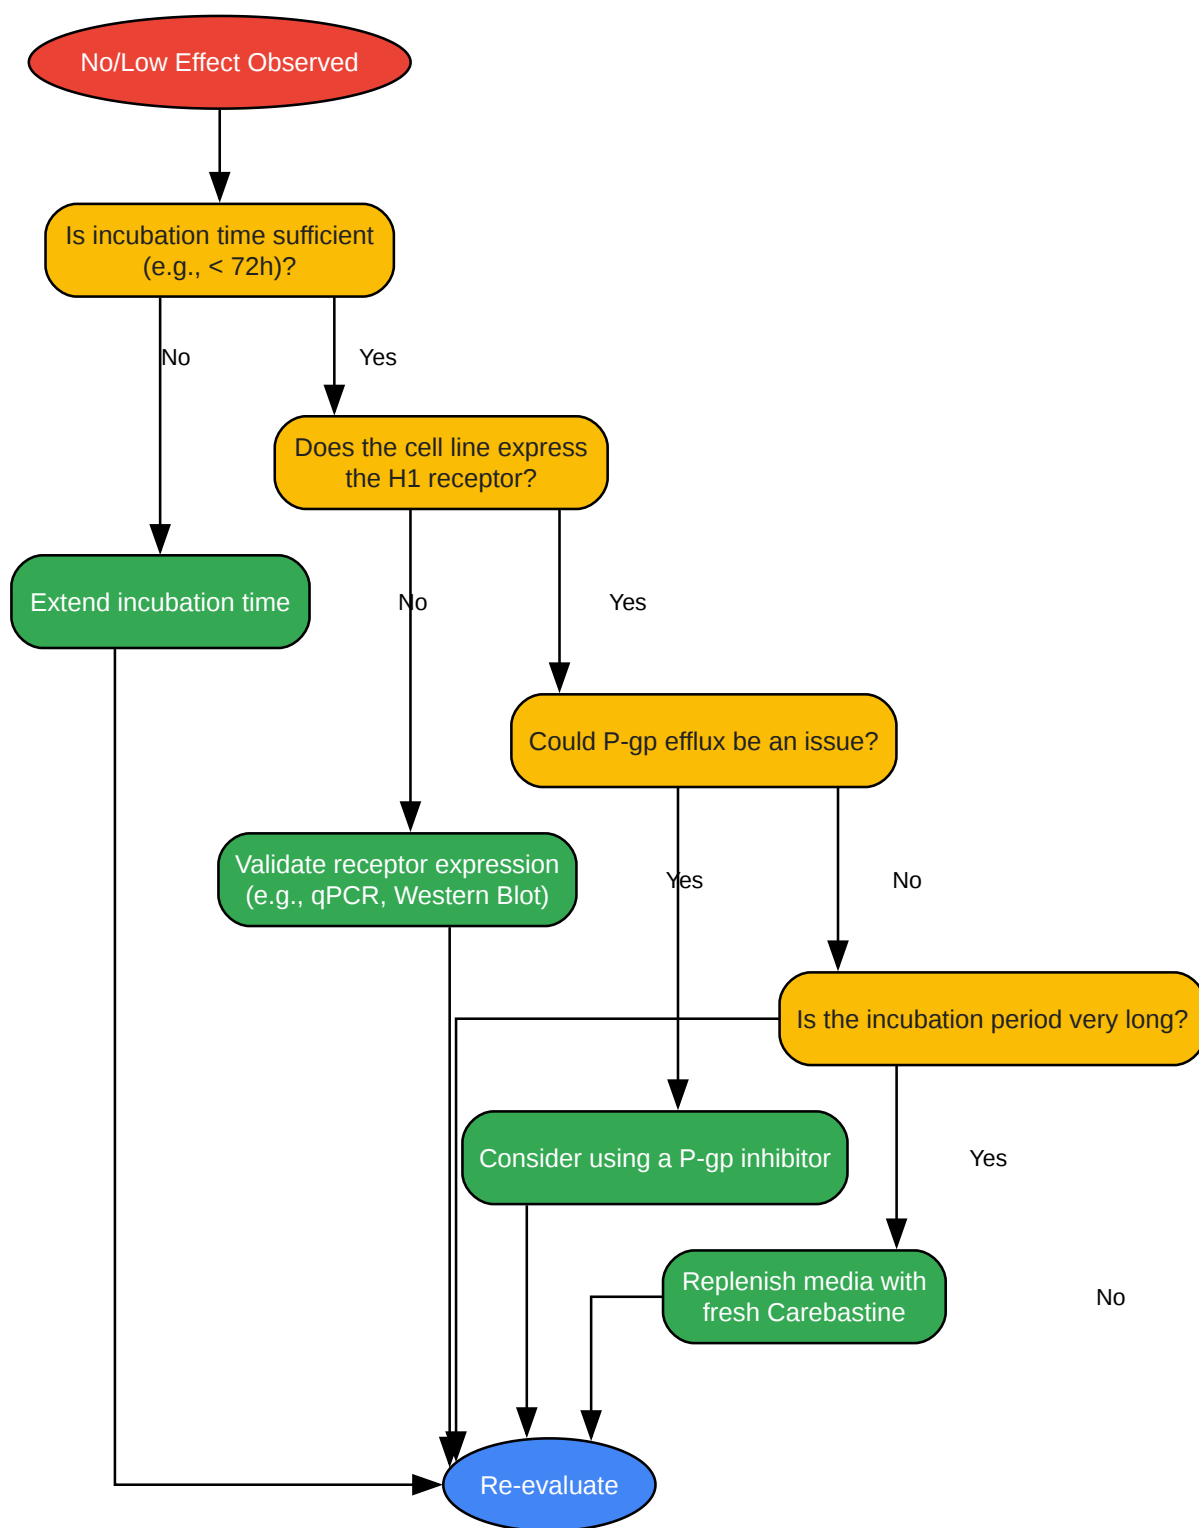 No/Low Effect Observed
Is incubation time sufficient
(e.g., < 72h)?
No
Yes
Does the cell line express
the H1 receptor?
Extend incubation time
No
Yes
Could P-gp efflux be an issue?
Validate receptor expression
(e.g., qPCR, Western Blot)
Yes
No
Is the incubation period very long?
Consider using a P-gp inhibitor
Yes
Replenish media with
fresh Carebastine
No
Re-evaluate